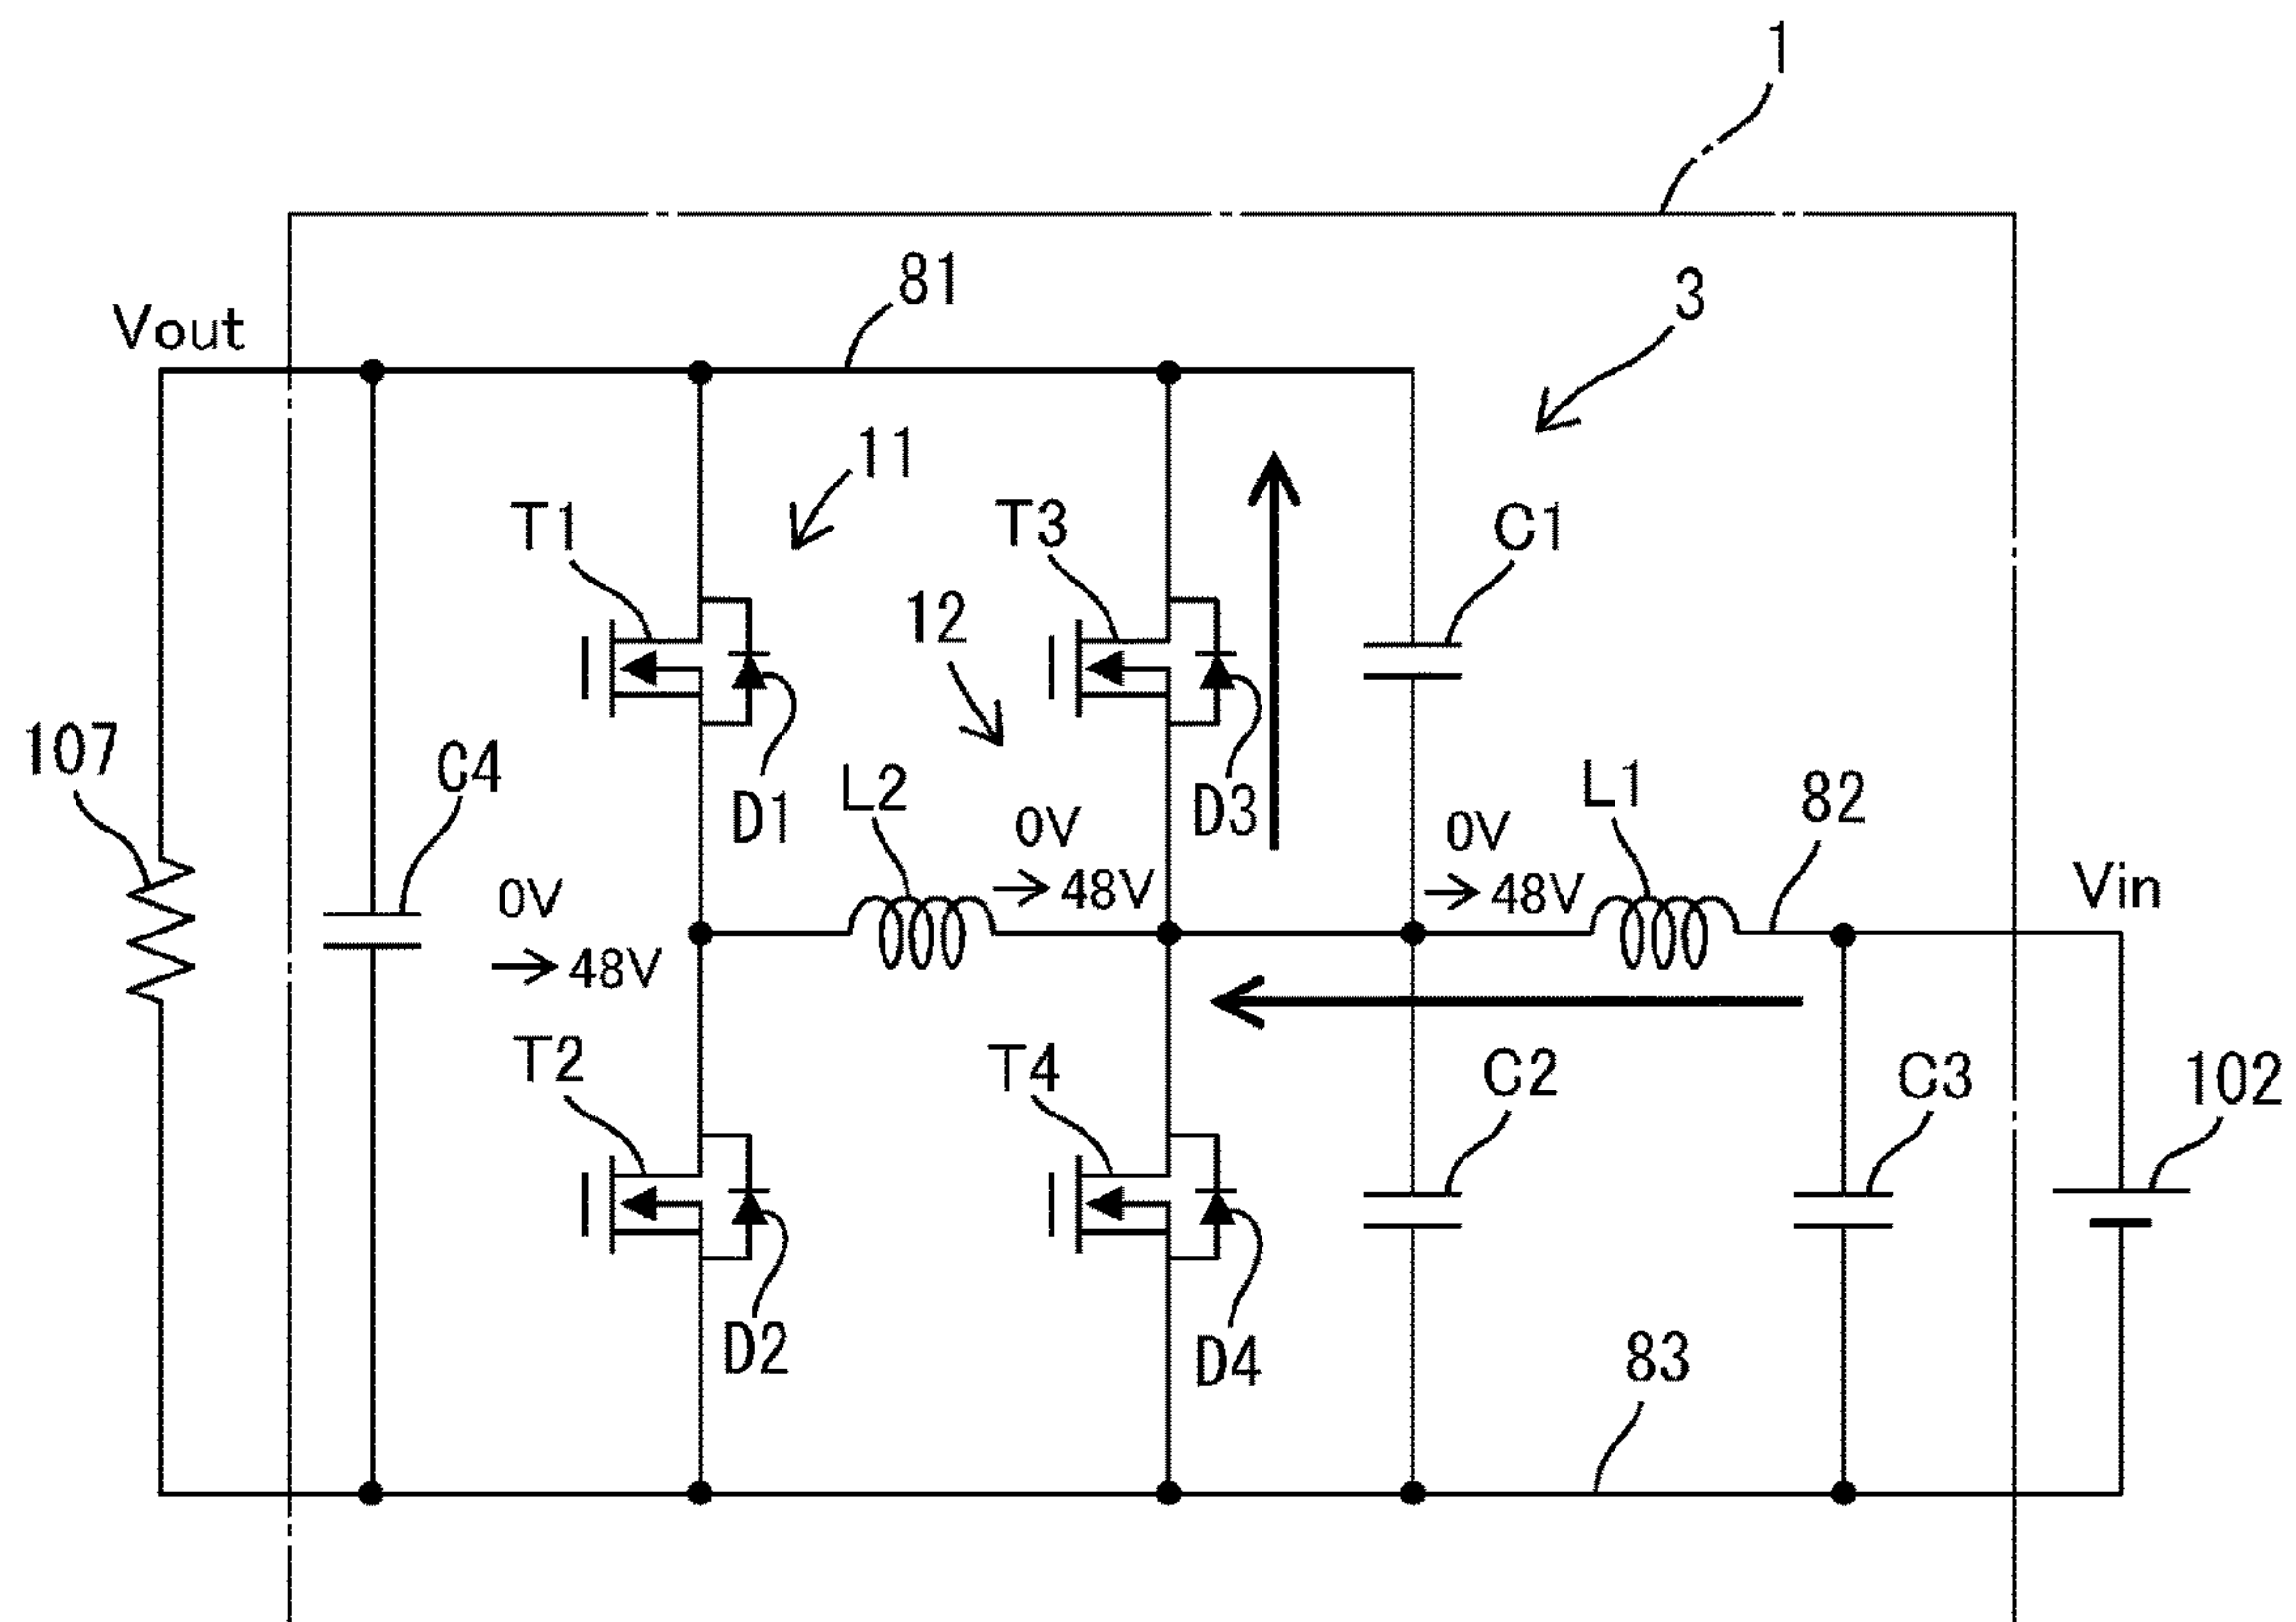 1
81
3
Vout
11
T1
T3
C1
12
107
C4
D1
L2
0V
→ 48V
D3
0V
→ 48V
L1
82
Vin
0V
→ 48V
T2
T4
C2
C3
102
D2
D4
83